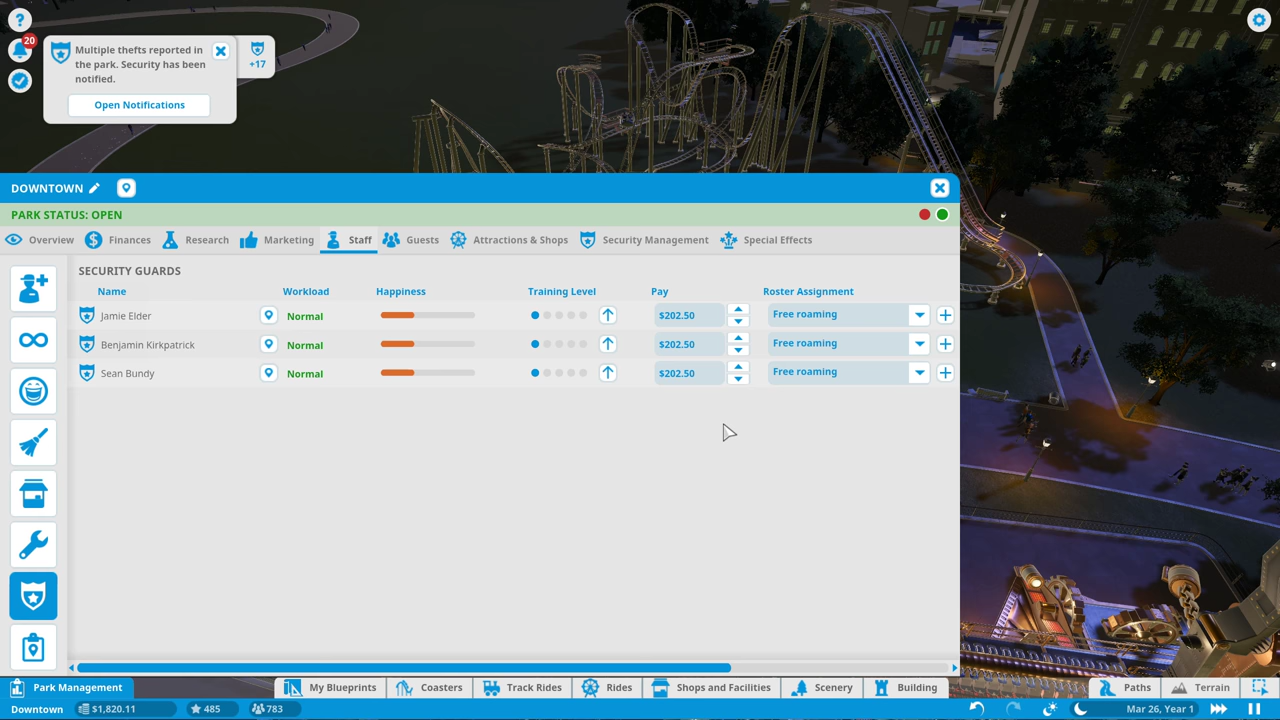 20
Multiple thefts reported in
the park. Security has been
notified.
+17
Open Notifications
DOWNTOWN
PARK STATUS: OPEN
Overview Finances Research Marketing Staff Guests Attractions & Shops Security Management Special Effects
SECURITY GUARDS
Name Workload Happiness Training Level Pay Roster Assignment
Jamie Elder Normal $202.50 Free roaming
Benjamin Kirkpatrick Normal $202.50 Free roaming
Sean Bundy Normal $202.50 Free roaming
Park Management My Blueprints Coasters Track Rides Rides Shops and Facilities Scenery Building Paths Terrain
Downtown $1,820.11 485 783 Mar 26, Year 1